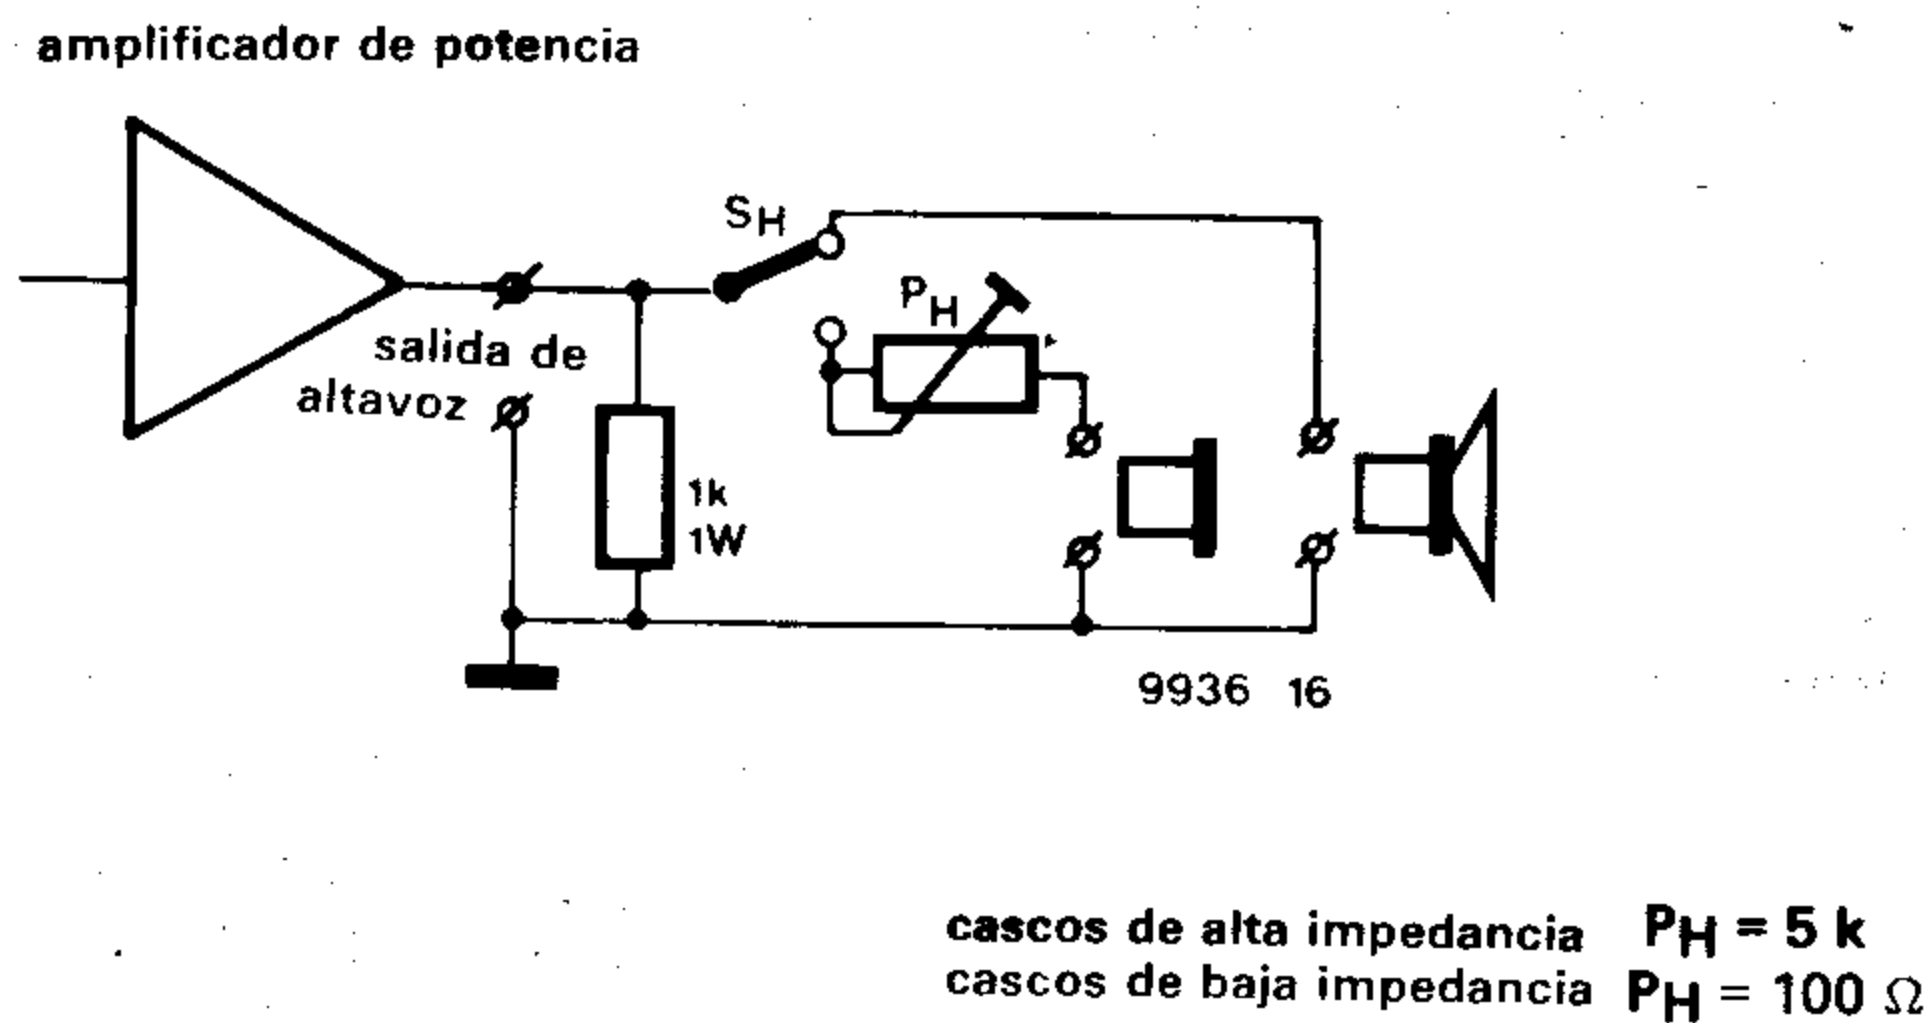 amplificador de potencia
SH
PH
salida de
altavoz
1k
1W
9936 16
cascos de alta impedancia PH = 5 k
cascos de baja impedancia PH = 100 Ω